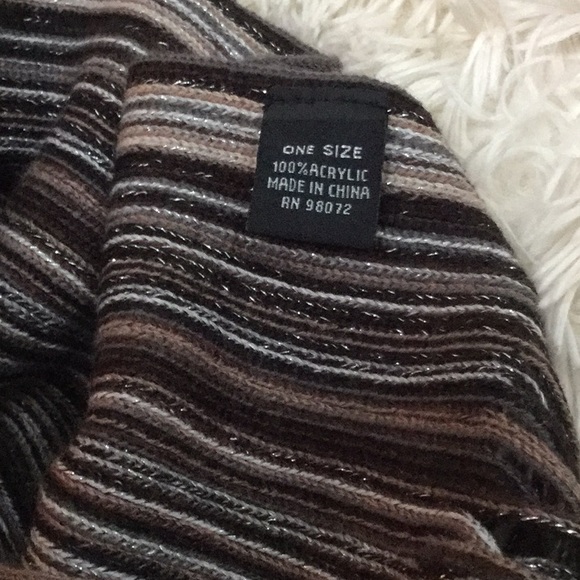 ONE SIZE
100% ACRYLIC
MADE IN CHINA
RN 98072